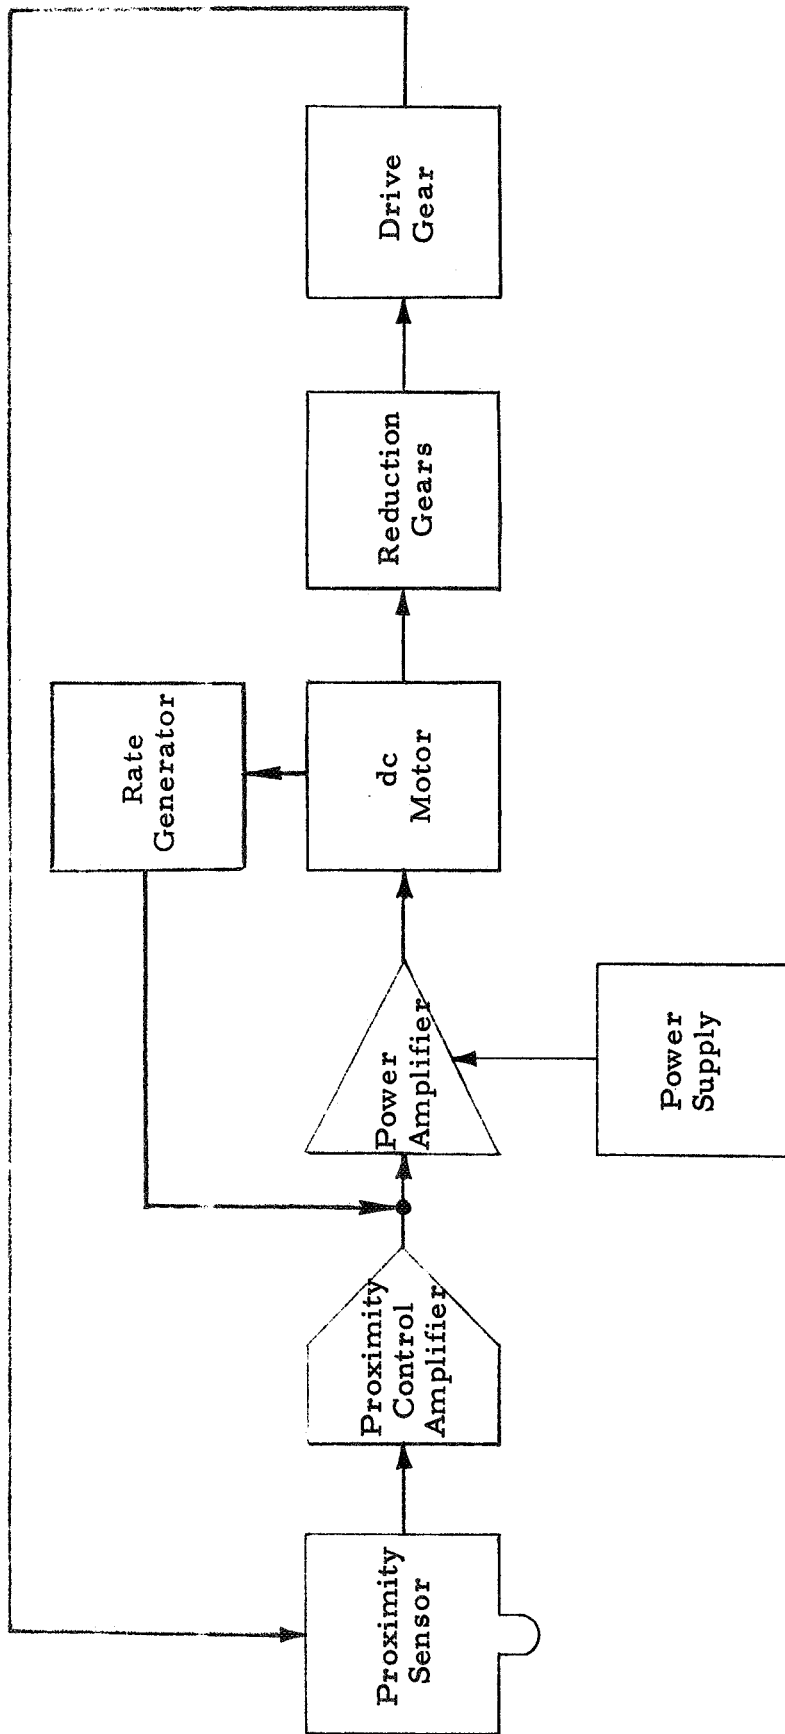 Proximity
Sensor
Proximity
Control
Amplifier
Power
Amplifier
Power
Supply
Rate
Generator
dc
Motor
Reduction
Gears
Drive
Gear